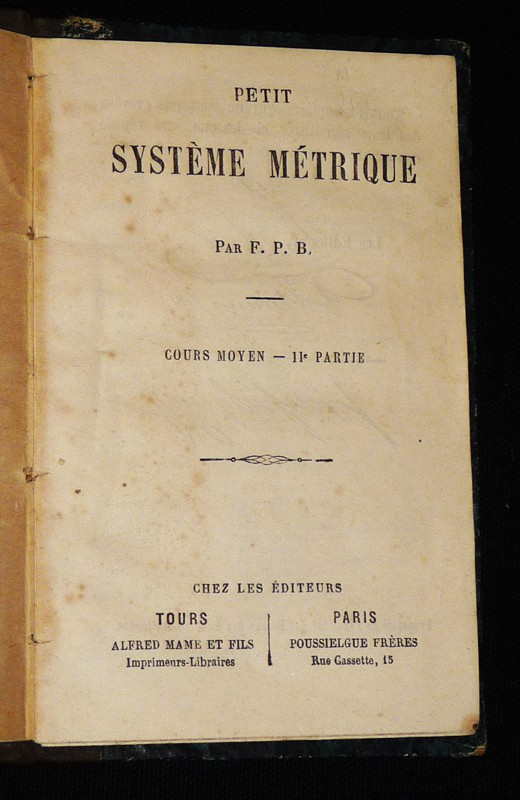 PETIT
SYSTÈME MÉTRIQUE
PAR F. P. B.
COURS MOYEN — IIe PARTIE
CHEZ LES ÉDITEURS
TOURS
ALFRED MAME ET FILS
Imprimeurs-Libraires
PARIS
POUSSIELGUE FRÈRES
Rue Cassette, 15